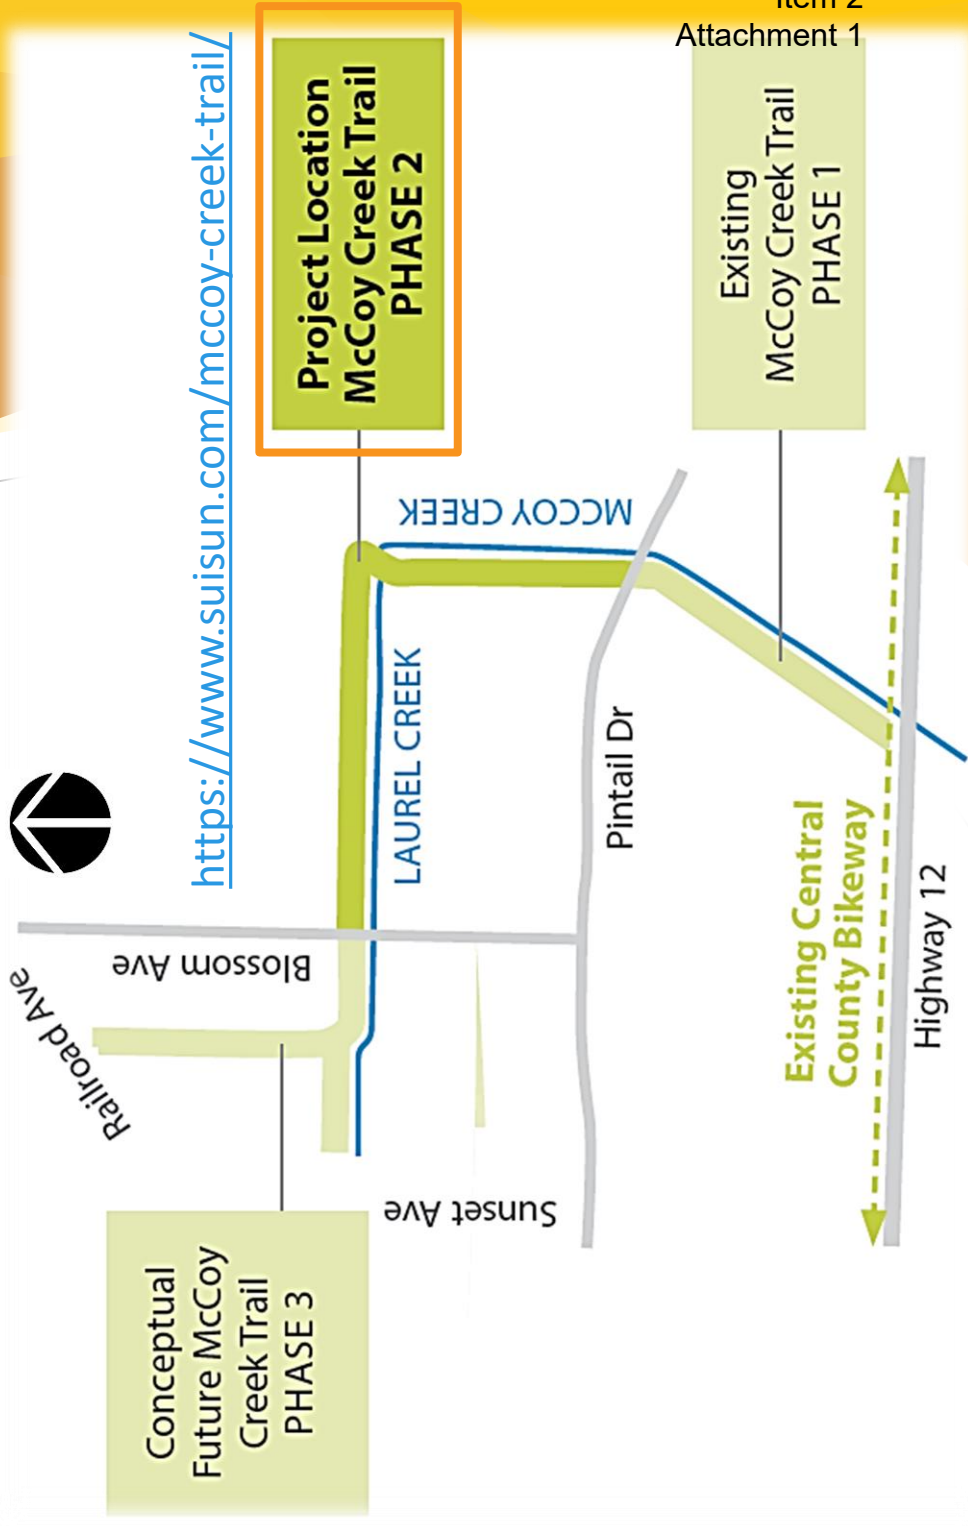 Item 2
Attachment 1
https://www.suisun.com/mccoy-creek-trail/
Project Location
McCoy Creek Trail
PHASE 2
Existing
McCoy Creek Trail
PHASE 1
MCCOY CREEK
LAUREL CREEK
Pintail Dr
Blossom Ave
Railroad Ave
Sunset Ave
Existing Central
County Bikeway
Highway 12
Conceptual
Future McCoy
Creek Trail
PHASE 3